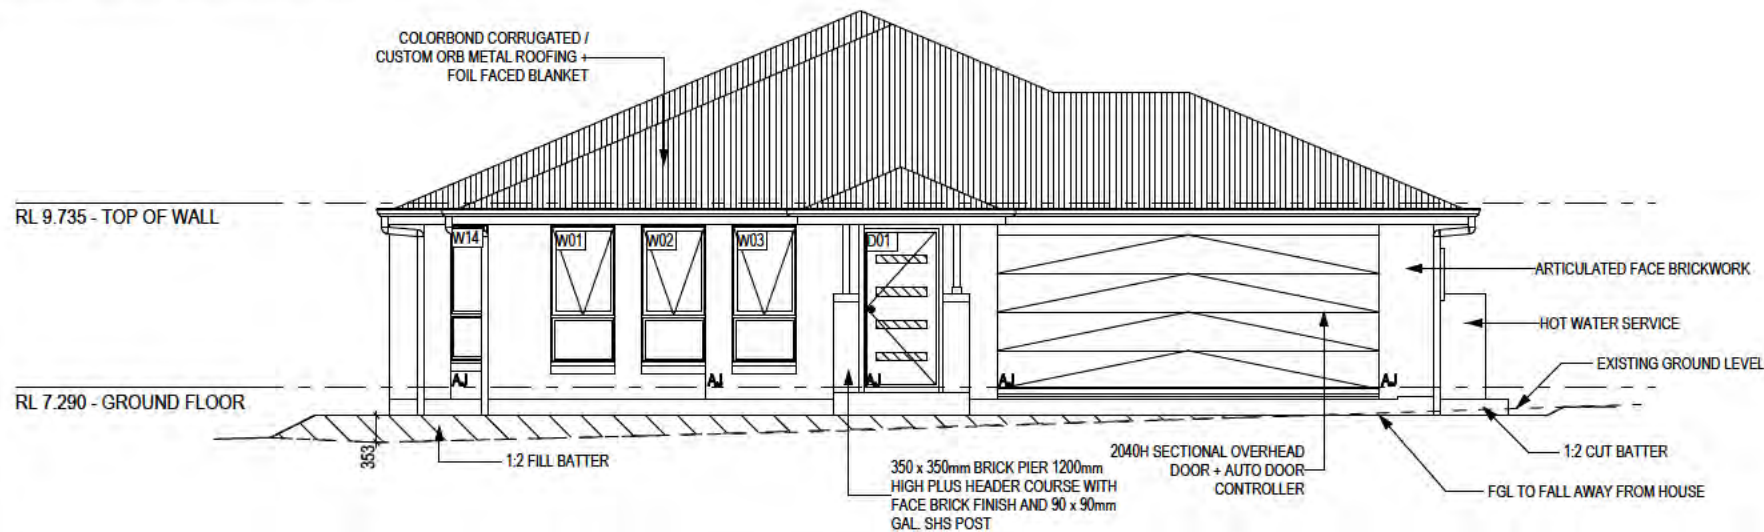 COLORBOND CORRUGATED /
CUSTOM ORB METAL ROOFING +
FOIL FACED BLANKET
RL 9.735 - TOP OF WALL
W14
W01
W02
W03
D01
ARTICULATED FACE BRICKWORK
HOT WATER SERVICE
EXISTING GROUND LEVEL
AJ
AJ
AJ
AJ
AJ
RL 7.290 - GROUND FLOOR
353
1:2 FILL BATTER
350 x 350mm BRICK PIER 1200mm
HIGH PLUS HEADER COURSE WITH
FACE BRICK FINISH AND 90 x 90mm
GAL. SHS POST
2040H SECTIONAL OVERHEAD
DOOR + AUTO DOOR
CONTROLLER
1:2 CUT BATTER
FGL TO FALL AWAY FROM HOUSE